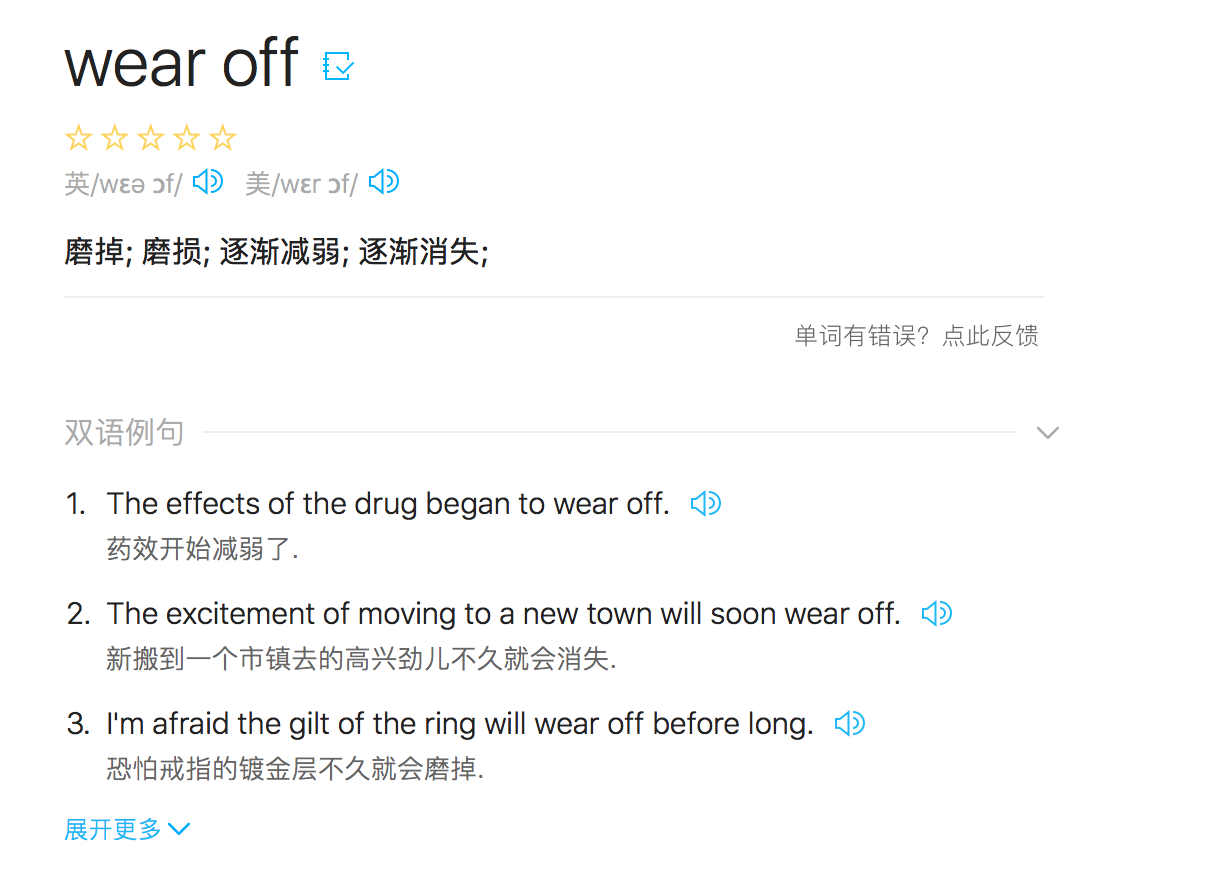 wear off
英/wɛə ɔf/ 美/wɛr ɔf/
磨掉; 磨损; 逐渐减弱; 逐渐消失;
单词有错误？点此反馈
双语例句
1. The effects of the drug began to wear off.
药效开始减弱了.
2. The excitement of moving to a new town will soon wear off.
新搬到一个市镇去的高兴劲儿不久就会消失.
3. I'm afraid the gilt of the ring will wear off before long.
恐怕戒指的镀金层不久就会磨掉.
展开更多